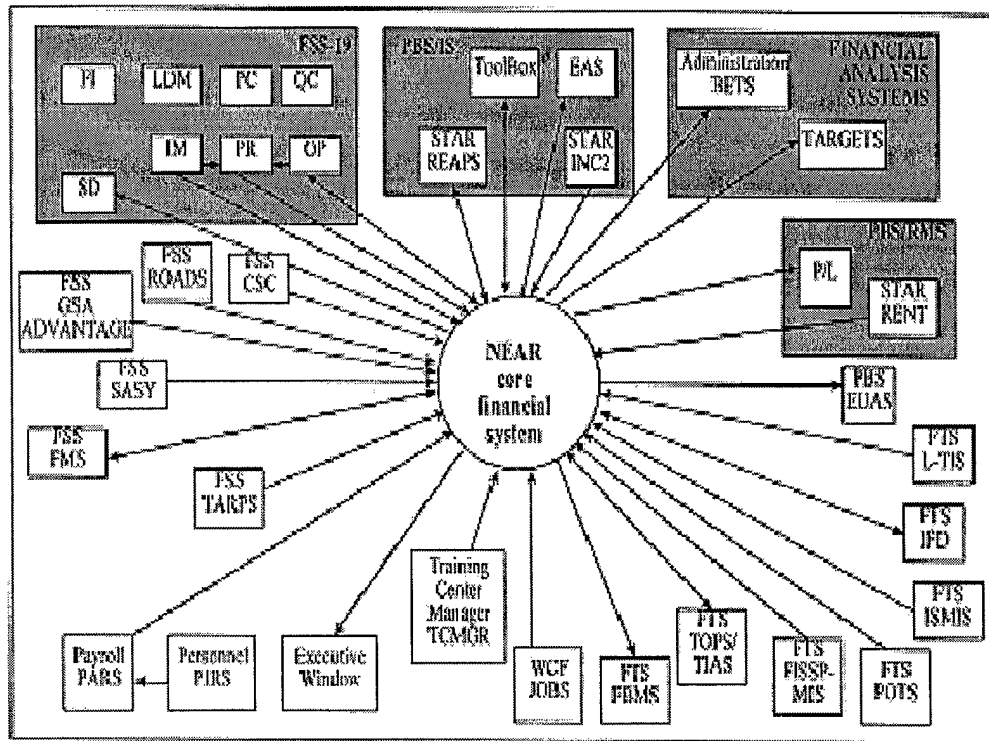 FSS-19
FI
LDM
PC
QC
IM
PR
OP
SD
PBS/IS
ToolBox
EAS
STAR
REAPS
STAR
INC2
FINANCIAL
ANALYSIS
SYSTEMS
Administration/
BETS
TARGETS
PBS/RMS
P/L
STAR
RENT
FSS
ROADS
FSS
CSC
FSS
GSA
ADVANTAGE
FSS
SASY
FSS
FMS
FSS
TARPS
NEAR
core
financial
system
PBS
EUAS
FTS
L-TIS
FTS
IFD
FTS
ISMIS
Training
Center
Manager
TCMGR
Payroll
PARS
Personnel
PIRS
Executive
Window
WCF
JOBS
FTS
FTS
TOPS/
TIAS
FTS
FISSP-
MIS
FTS
POTS